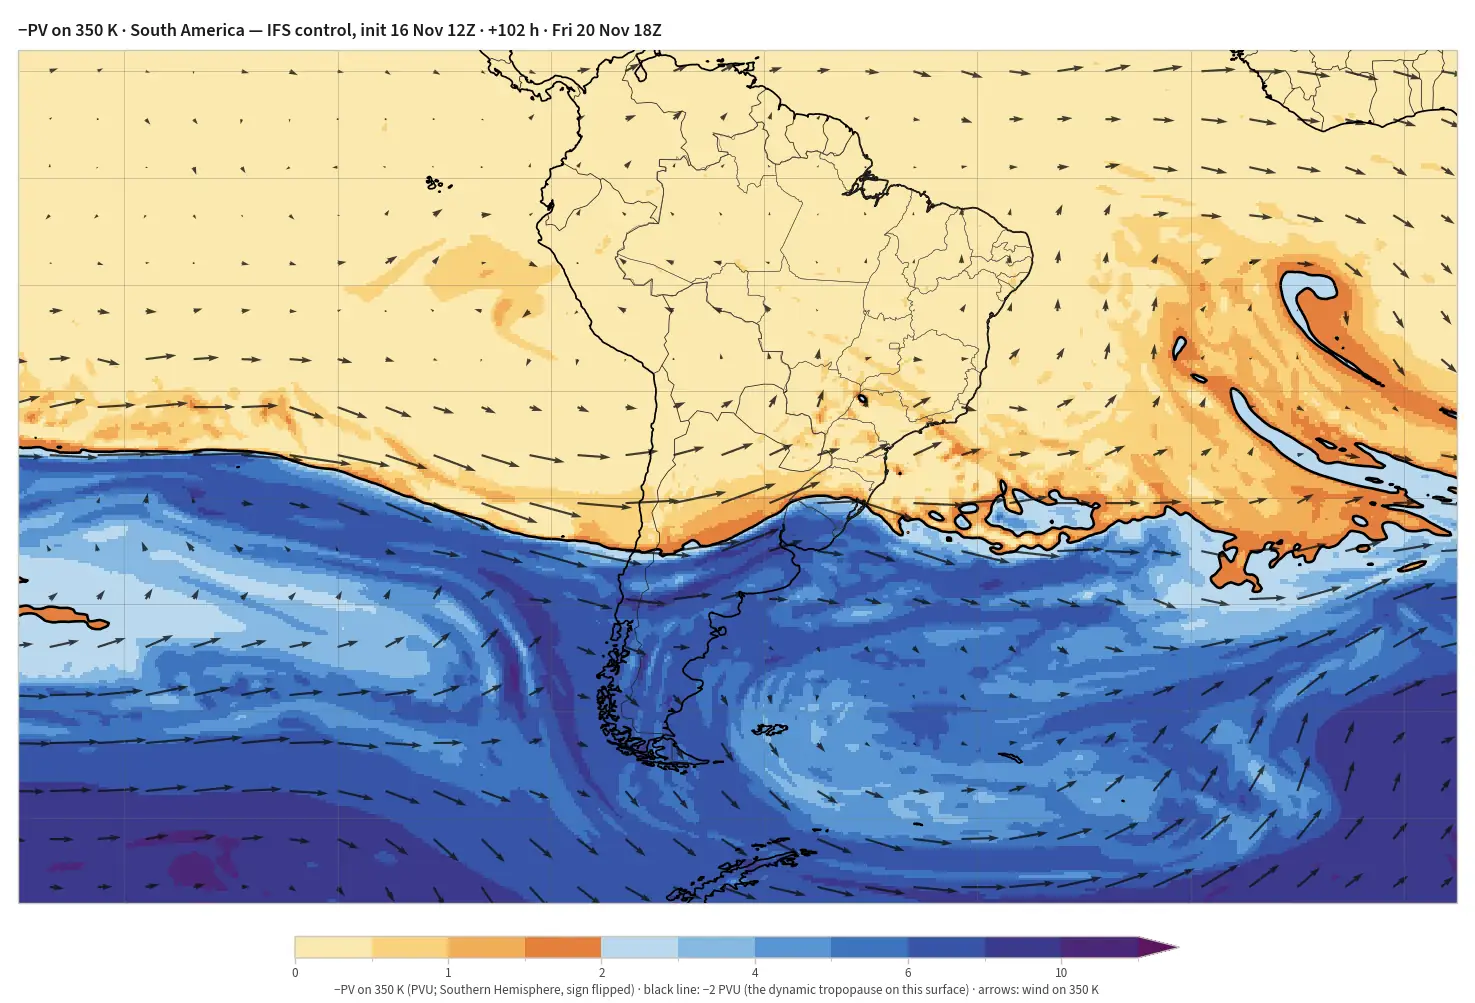 −PV on 350 K · South America — IFS control, init 16 Nov 12Z · +102 h · Fri 20 Nov 18Z
0 1 2 4 6 10
−PV on 350 K (PVU; Southern Hemisphere, sign flipped) · black line: −2 PVU (the dynamic tropopause on this surface) · arrows: wind on 350 K